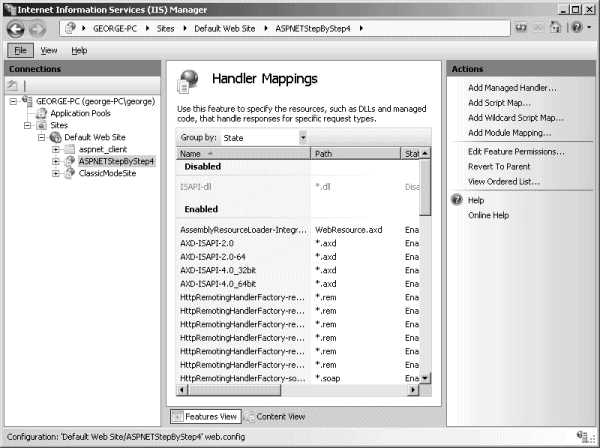 Internet Information Services (IIS) Manager
GEORGE-PC Sites Default Web Site ASPNETStepByStep4
File View Help
Connections
GEORGE-PC (george-PC\george)
Application Pools
Sites
Default Web Site
aspnet_client
ASPNETStepByStep4
ClassicModeSite
Handler Mappings
Use this feature to specify the resources, such as DLLs and managed
code, that handle responses for specific request types.
Group by: State
Name Path Stat
Disabled
ISAPI-dll *.dll Disa
Enabled
AssemblyResourceLoader-Integr... WebResource.axd Ena
AXD-ISAPI-2.0 *.axd Ena
AXD-ISAPI-2.0-64 *.axd Ena
AXD-ISAPI-4.0_32bit *.axd Ena
AXD-ISAPI-4.0_64bit *.axd Ena
HttpRemotingHandlerFactory-re... *.rem Ena
HttpRemotingHandlerFactory-re... *.rem Ena
HttpRemotingHandlerFactory-re... *.rem Ena
HttpRemotingHandlerFactory-re... *.rem Ena
HttpRemotingHandlerFactory-re... *.rem Ena
HttpRemotingHandlerFactory-re... *.rem Ena
HttpRemotingHandlerFactory-so... *.soap Ena
Features View Content View
Actions
Add Managed Handler...
Add Script Map...
Add Wildcard Script Map...
Add Module Mapping...
Edit Feature Permissions...
Revert To Parent
View Ordered List...
Help
Online Help
Configuration: 'Default Web Site/ASPNETStepByStep4' web.config